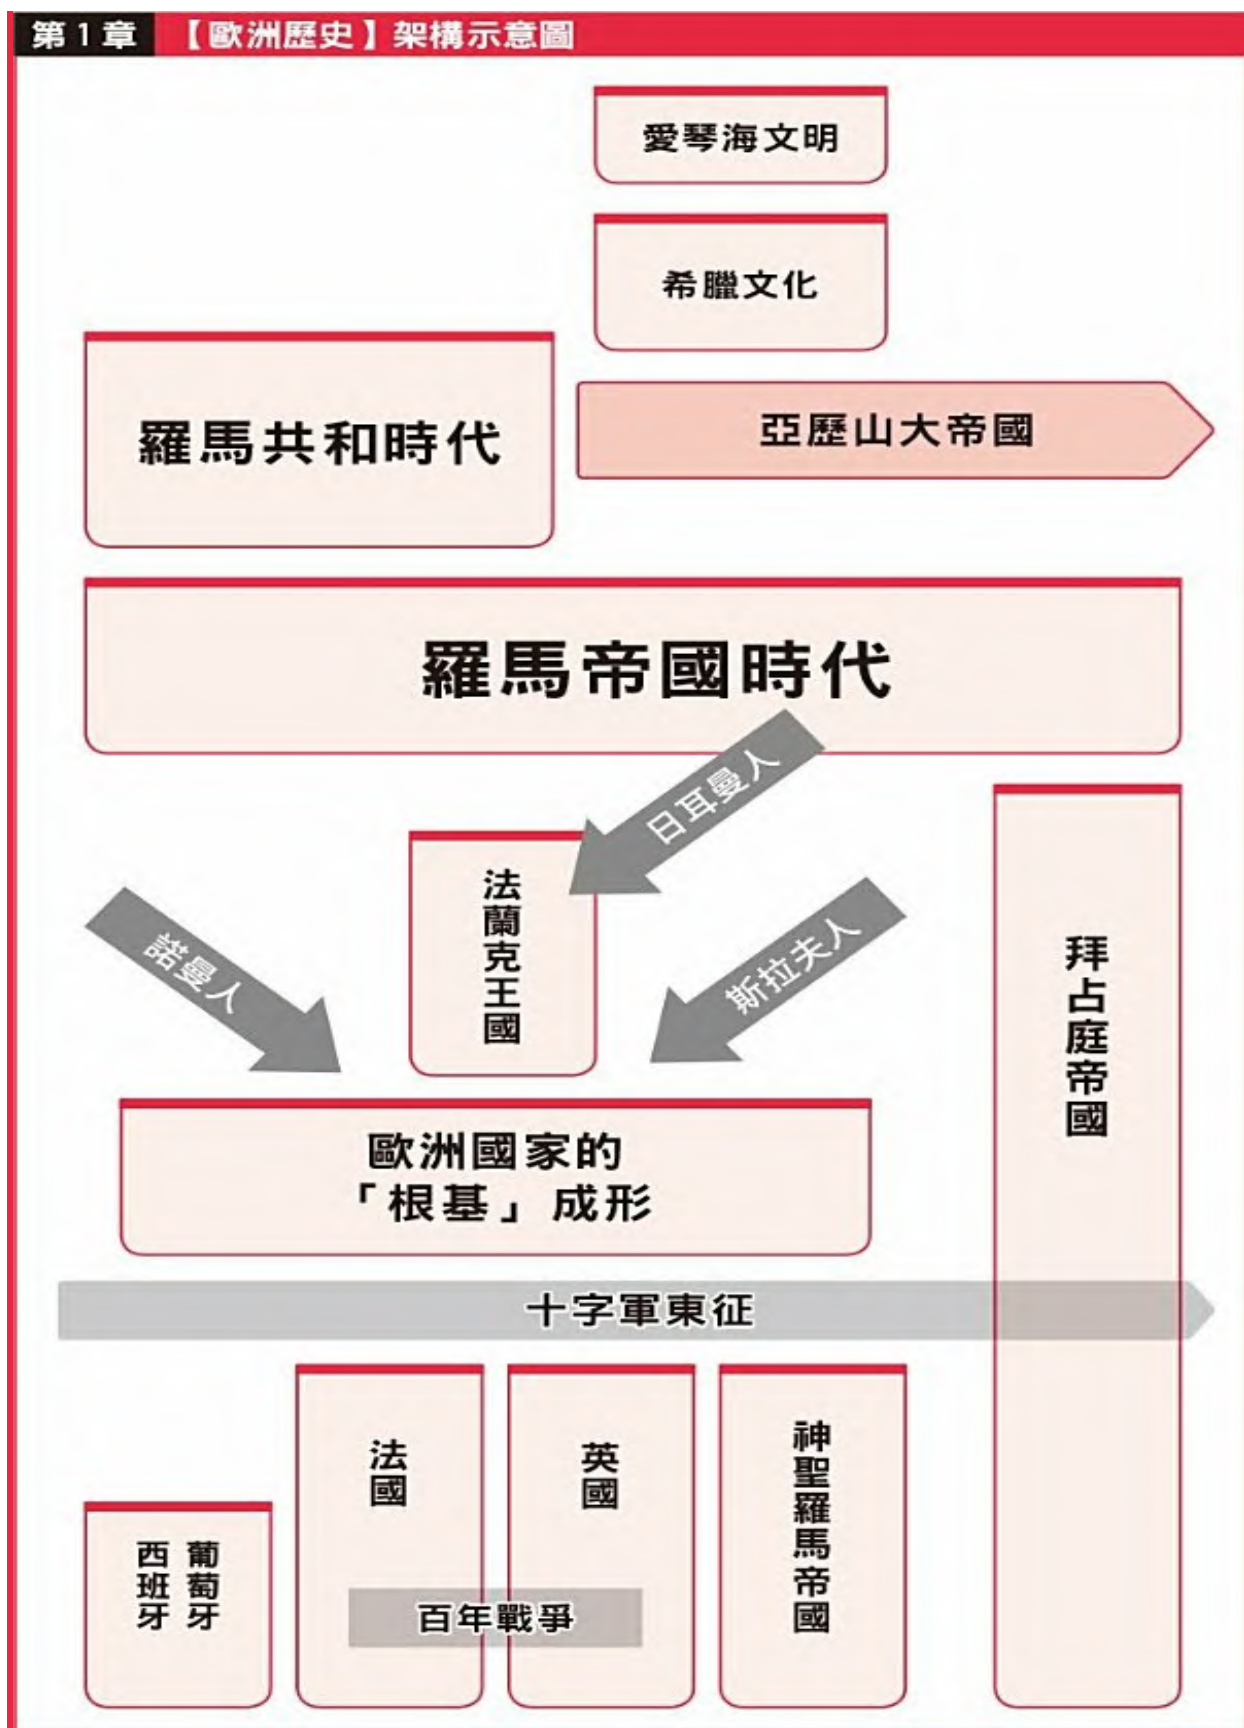 第1章 【歐洲歷史】架構示意圖
愛琴海文明
希臘文化
羅馬共和時代
亞歷山大帝國
羅馬帝國時代
日耳曼人
法蘭克王國
諾曼人
斯拉夫人
拜占庭帝國
歐洲國家的
「根基」成形
十字軍東征
法國
英國
神聖羅馬帝國
葡萄牙
西班牙
百年戰爭